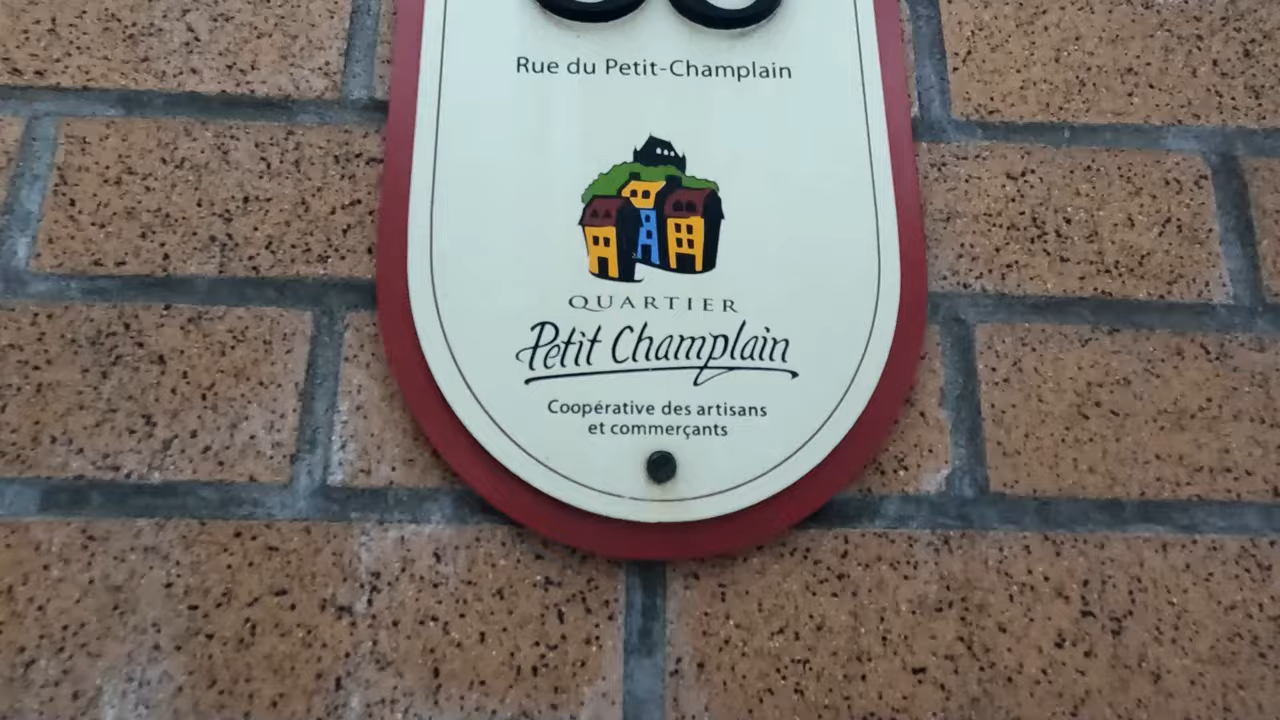 Rue du Petit-Champlain
QUARTIER
Petit Champlain
Coopérative des artisans
et commerçants